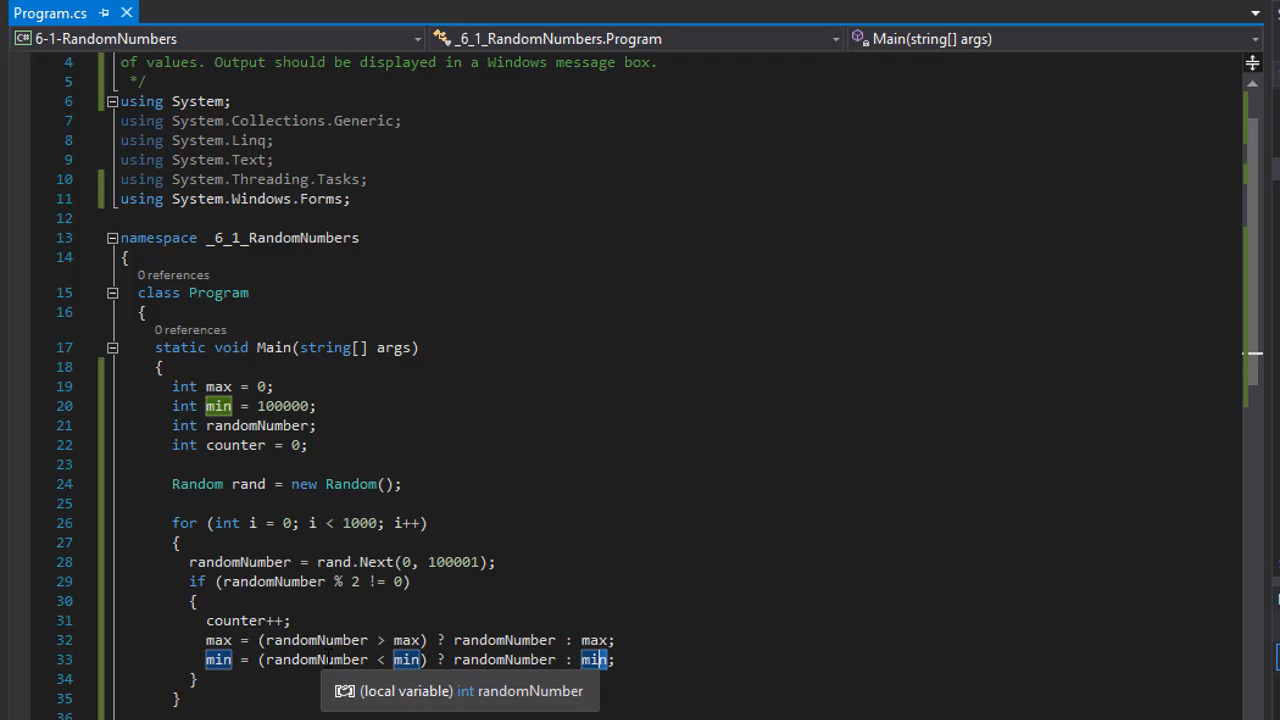 Program.cs
C# 6-1-RandomNumbers
_6_1_RandomNumbers.Program
Main(string[] args)
4 of values. Output should be displayed in a Windows message box.
5 */
6 using System;
7 using System.Collections.Generic;
8 using System.Linq;
9 using System.Text;
10 using System.Threading.Tasks;
11 using System.Windows.Forms;
12
13 namespace _6_1_RandomNumbers
14 {
0 references
15 class Program
16 {
0 references
17 static void Main(string[] args)
18 {
19 int max = 0;
20 int min = 100000;
21 int randomNumber;
22 int counter = 0;
23
24 Random rand = new Random();
25
26 for (int i = 0; i < 1000; i++)
27 {
28 randomNumber = rand.Next(0, 100001);
29 if (randomNumber % 2 != 0)
30 {
31 counter++;
32 max = (randomNumber > max) ? randomNumber : max;
33 min = (randomNumber < min) ? randomNumber : min;
34 }
(local variable) int randomNumber
35 }
36